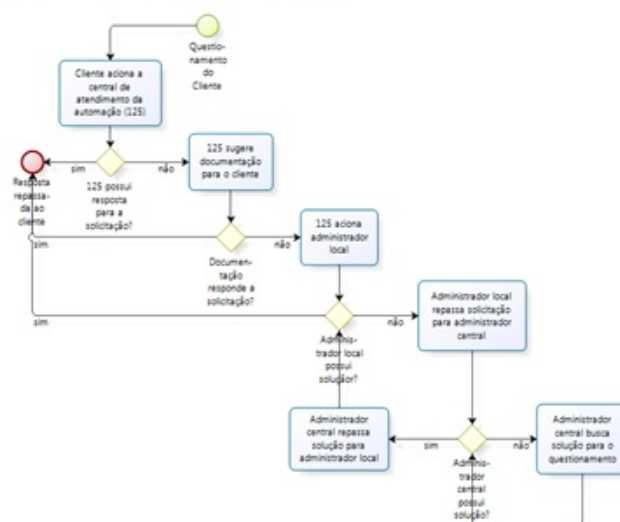 Questio-
namento
do
Cliente
Cliente aciona a
central de
atendimento da
automação (125)
sim
não
125 sugere
documentação
para o cliente
Resposta
repassa-
da ao
cliente
125 possui
resposta
para a
solicitação?
sim
não
125 aciona
administrador
local
Documen-
tação
responde a
solicitação?
sim
não
Administrador local
repassa solicitação
para administrador
central
Adminis-
trador local
possui
soluçãor?
Administrador
central repassa
solução para
administrador local
sim
não
Administrador
central busca
solução para o
questionamento
Adminis-
trador
central
possui
solução?